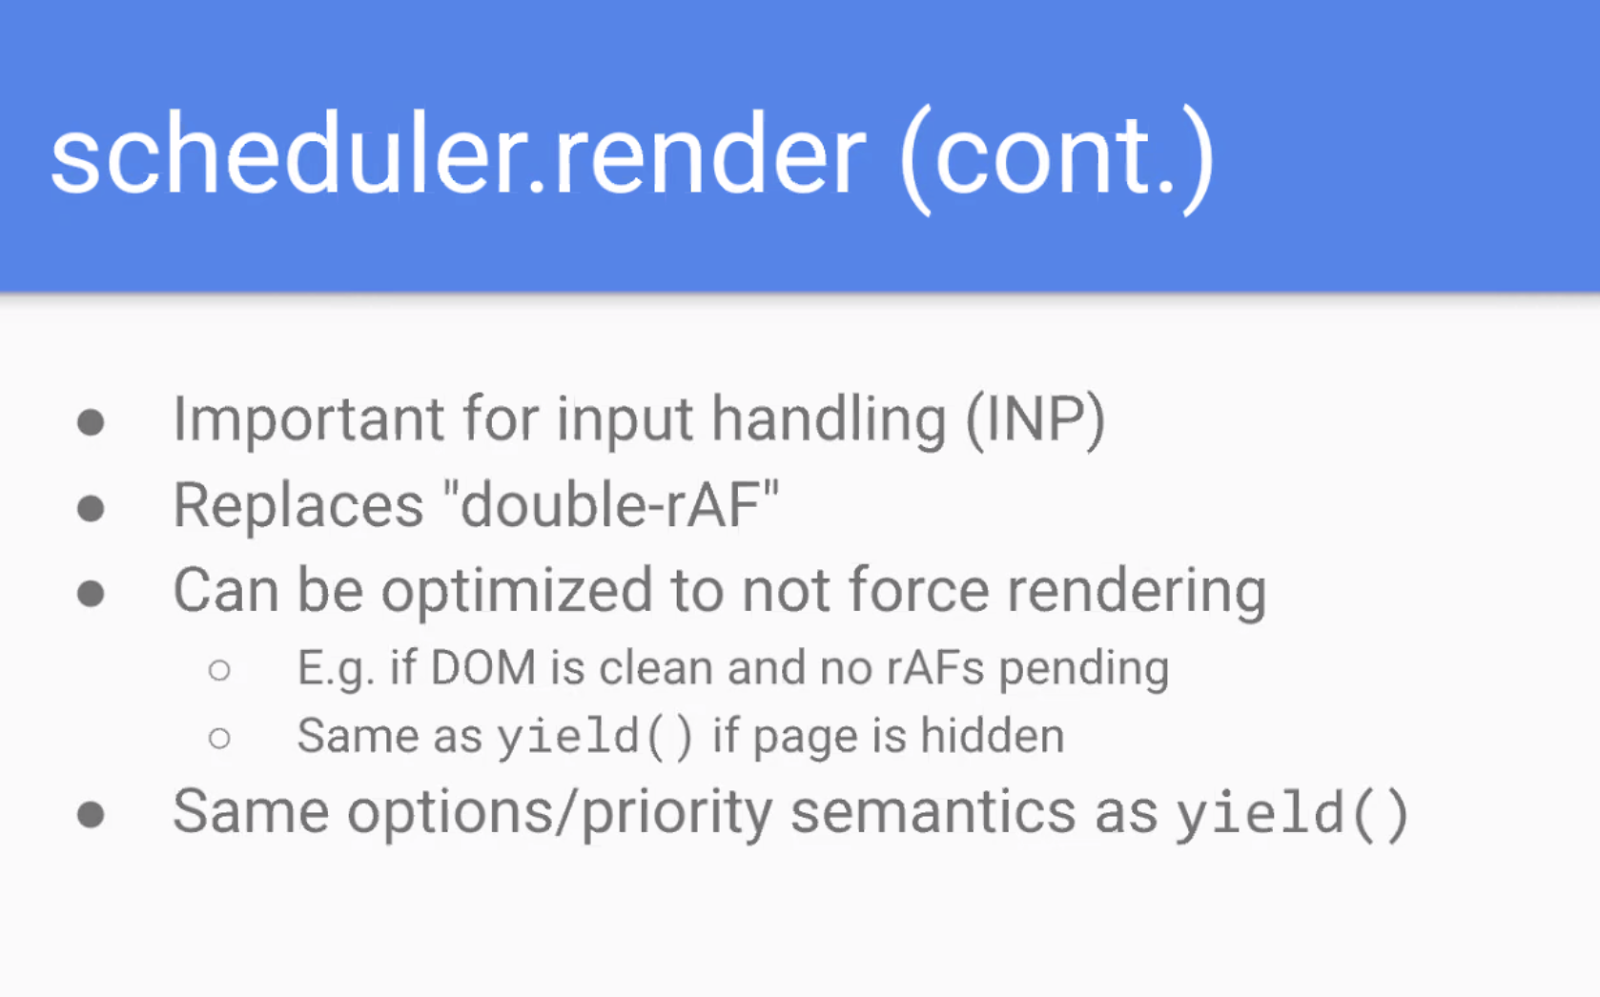 scheduler.render (cont.)
● Important for input handling (INP)
● Replaces "double-rAF"
● Can be optimized to not force rendering
○ E.g. if DOM is clean and no rAFs pending
○ Same as yield() if page is hidden
● Same options/priority semantics as yield()